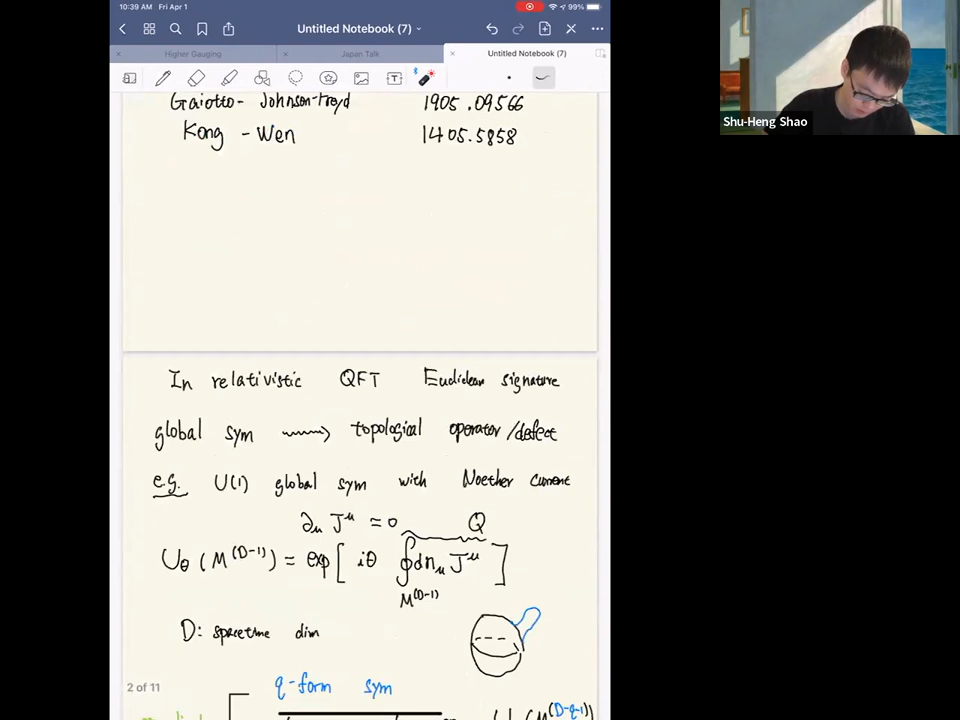 10:39 AM Fri Apr 1
99%
Untitled Notebook (7)
Higher Gauging
Japan Talk
Untitled Notebook (7)
Gaiotto - Johnson-Freyd 1905.09566
Kong - Wen 1405.5858
In relativistic QFT Euclidean signature
global sym ⟿ topological operator/defect
e.g. U(1) global sym with Noether current
∂μ J^μ = 0 Q
Uθ (M^(D-1)) = exp[ iθ ∮ dnμ J^μ ]
M^(D-1)
D: spacetime dim
2 of 11
q-form sym
(M^(D-q-1))
Shu-Heng Shao